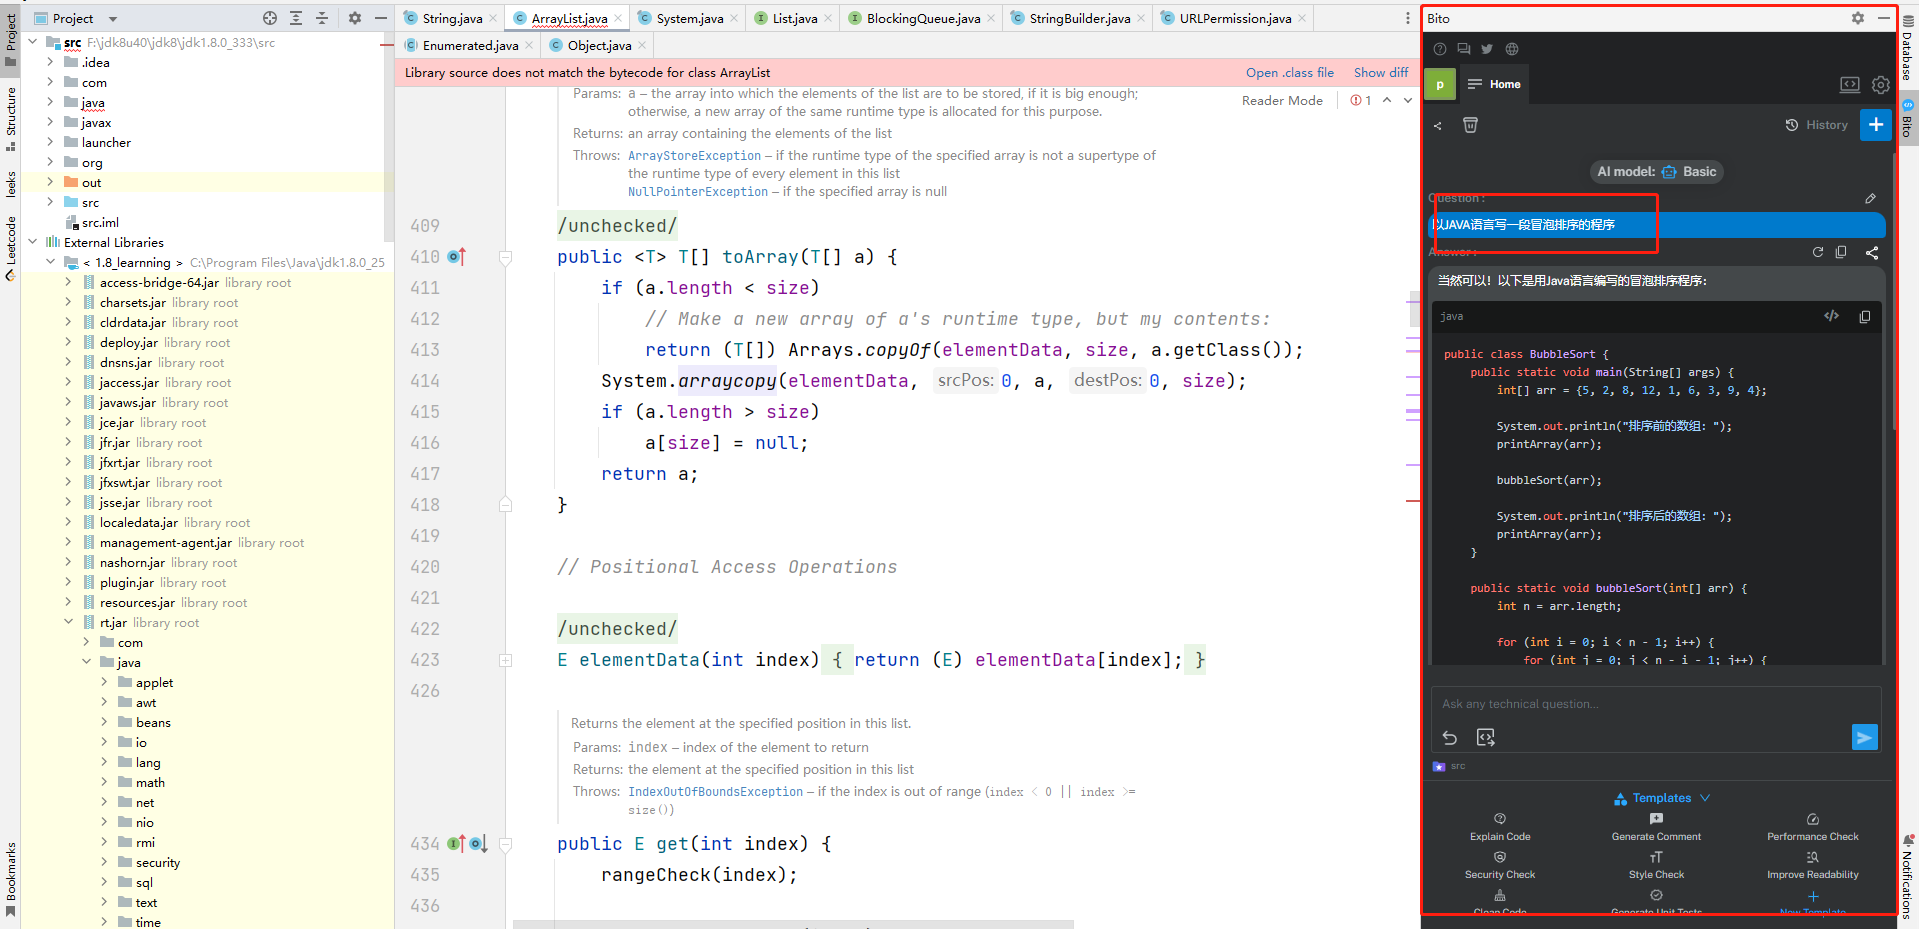 Project
String.java
ArrayList.java
System.java
List.java
BlockingQueue.java
StringBuilder.java
URLPermission.java
Enumerated.java
Object.java
Library source does not match the bytecode for class ArrayList
Open .class file
Show diff
Reader Mode
1
Project
Structure
leeks
Leetcode
Bookmarks
src F:\jdk8u40\jdk8\jdk1.8.0_333\src
.idea
com
java
javax
launcher
org
out
src
src.iml
External Libraries
< 1.8_learnning > C:\Program Files\Java\jdk1.8.0_25
access-bridge-64.jar library root
charsets.jar library root
cldrdata.jar library root
deploy.jar library root
dnsns.jar library root
jaccess.jar library root
javaws.jar library root
jce.jar library root
jfr.jar library root
jfxrt.jar library root
jfxswt.jar library root
jsse.jar library root
localedata.jar library root
management-agent.jar library root
nashorn.jar library root
plugin.jar library root
resources.jar library root
rt.jar library root
com
java
applet
awt
beans
io
lang
math
net
nio
rmi
security
sql
text
time
Params: a – the array into which the elements of the list are to be stored, if it is big enough;
otherwise, a new array of the same runtime type is allocated for this purpose.
Returns: an array containing the elements of the list
Throws: ArrayStoreException – if the runtime type of the specified array is not a supertype of
the runtime type of every element in this list
NullPointerException – if the specified array is null
409 /unchecked/
410 public <T> T[] toArray(T[] a) {
411 if (a.length < size)
412 // Make a new array of a's runtime type, but my contents:
413 return (T[]) Arrays.copyOf(elementData, size, a.getClass());
414 System.arraycopy(elementData, srcPos: 0, a, destPos: 0, size);
415 if (a.length > size)
416 a[size] = null;
417 return a;
418 }
419
420 // Positional Access Operations
421
422 /unchecked/
423 E elementData(int index) { return (E) elementData[index]; }
426
Returns the element at the specified position in this list.
Params: index – index of the element to return
Returns: the element at the specified position in this list
Throws: IndexOutOfBoundsException – if the index is out of range (index < 0 || index >=
size())
434 public E get(int index) {
435 rangeCheck(index);
436
Bito
p
Home
History
AI model: Basic
Question :
以JAVA语言写一段冒泡排序的程序
Answer :
当然可以！以下是用Java语言编写的冒泡排序程序：
java
public class BubbleSort {
public static void main(String[] args) {
int[] arr = {5, 2, 8, 12, 1, 6, 3, 9, 4};
System.out.println("排序前的数组：");
printArray(arr);
bubbleSort(arr);
System.out.println("排序后的数组：");
printArray(arr);
}
public static void bubbleSort(int[] arr) {
int n = arr.length;
for (int i = 0; i < n - 1; i++) {
for (int j = 0; j < n - i - 1; j++) {
Ask any technical question...
src
Templates
Explain Code
Generate Comment
Performance Check
Security Check
Style Check
Improve Readability
Clean Code
Generate Unit Tests
New Template
Database
Bito
Notifications